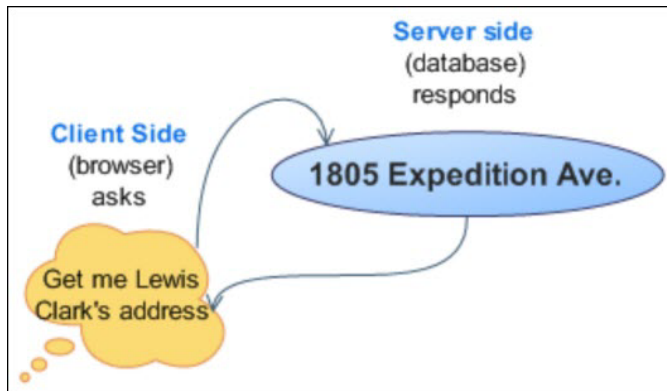 Server side
(database)
responds
Client Side
(browser)
asks
1805 Expedition Ave.
Get me Lewis
Clark's address